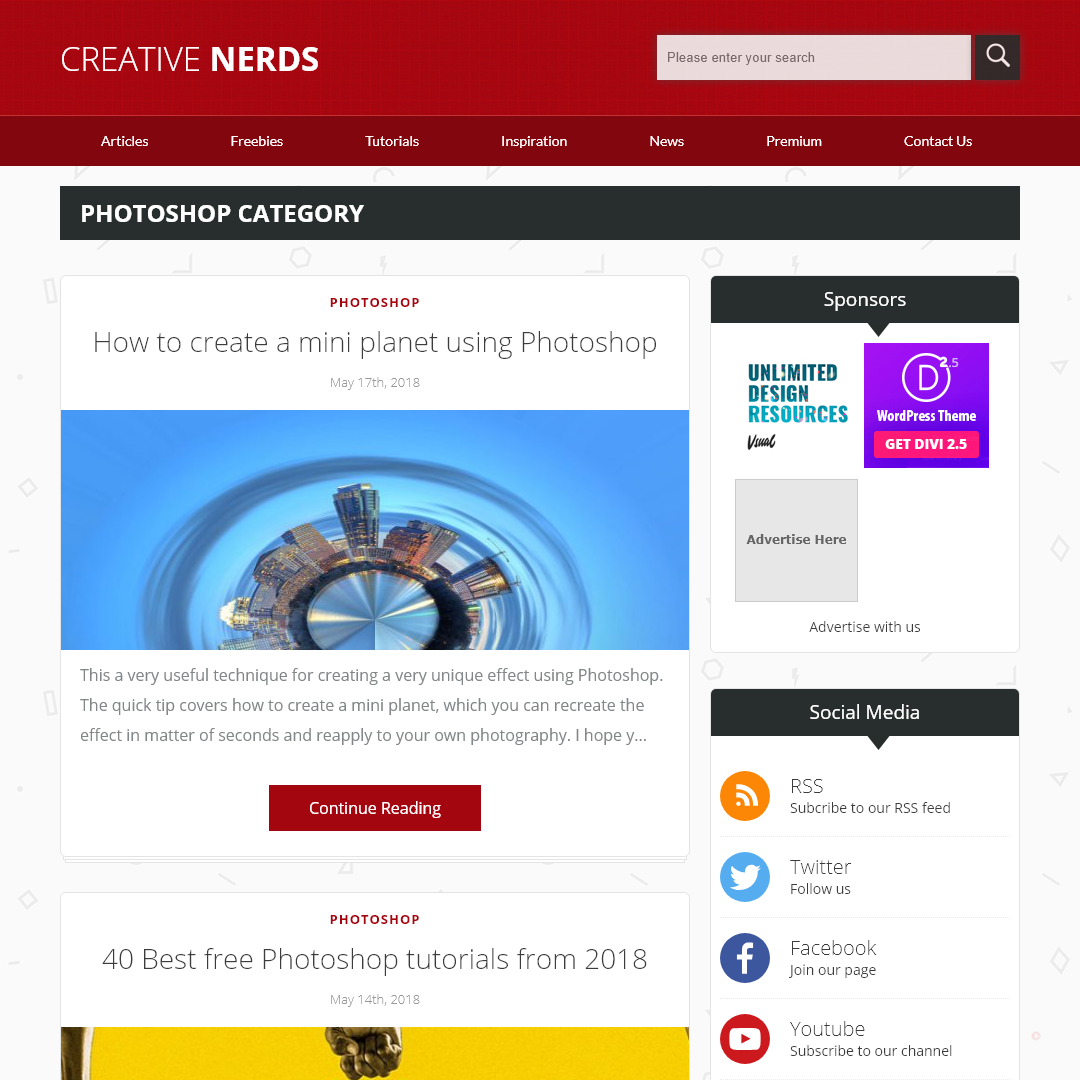 CREATIVE NERDS
Please enter your search
Articles
Freebies
Tutorials
Inspiration
News
Premium
Contact Us
PHOTOSHOP CATEGORY
PHOTOSHOP
How to create a mini planet using Photoshop
May 17th, 2018
This a very useful technique for creating a very unique effect using Photoshop.
The quick tip covers how to create a mini planet, which you can recreate the
effect in matter of seconds and reapply to your own photography. I hope y...
Continue Reading
PHOTOSHOP
40 Best free Photoshop tutorials from 2018
May 14th, 2018
Sponsors
UNLIMITED
DESIGN
RESOURCES
Vsual
D 2.5
WordPress Theme
GET DIVI 2.5
Advertise Here
Advertise with us
Social Media
RSS
Subcribe to our RSS feed
Twitter
Follow us
Facebook
Join our page
Youtube
Subscribe to our channel